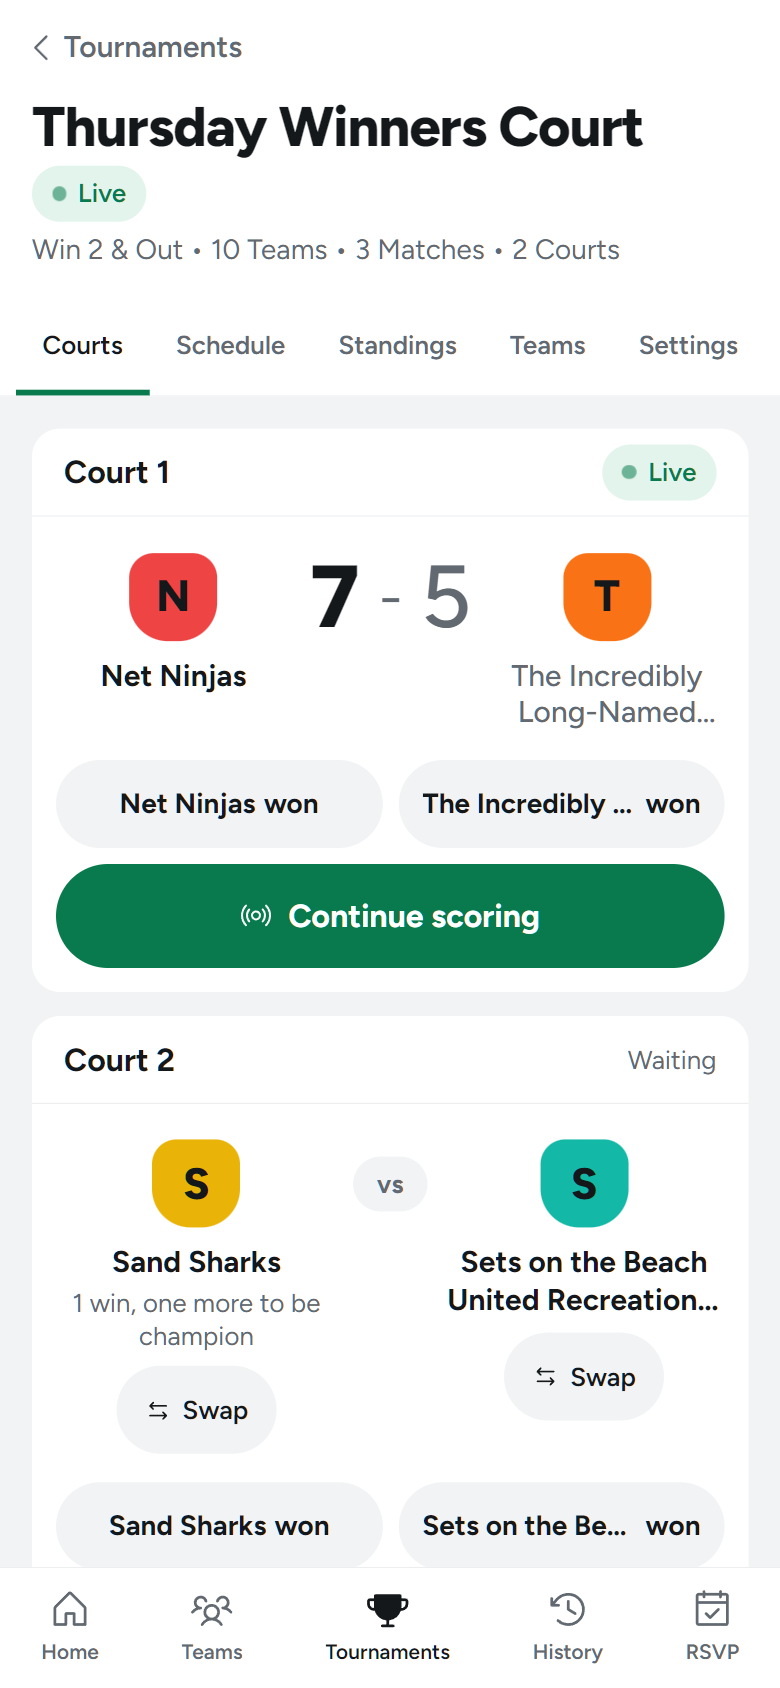 Tournaments
Thursday Winners Court
Live
Win 2 & Out • 10 Teams • 3 Matches • 2 Courts
Courts Schedule Standings Teams Settings
Court 1 Live
N 7 - 5 T
Net Ninjas The Incredibly
Long-Named...
Net Ninjas won The Incredibly ... won
Continue scoring
Court 2 Waiting
S vs S
Sand Sharks Sets on the Beach
1 win, one more to be United Recreation...
champion
Swap
Swap
Sand Sharks won Sets on the Be... won
Home Teams Tournaments History RSVP